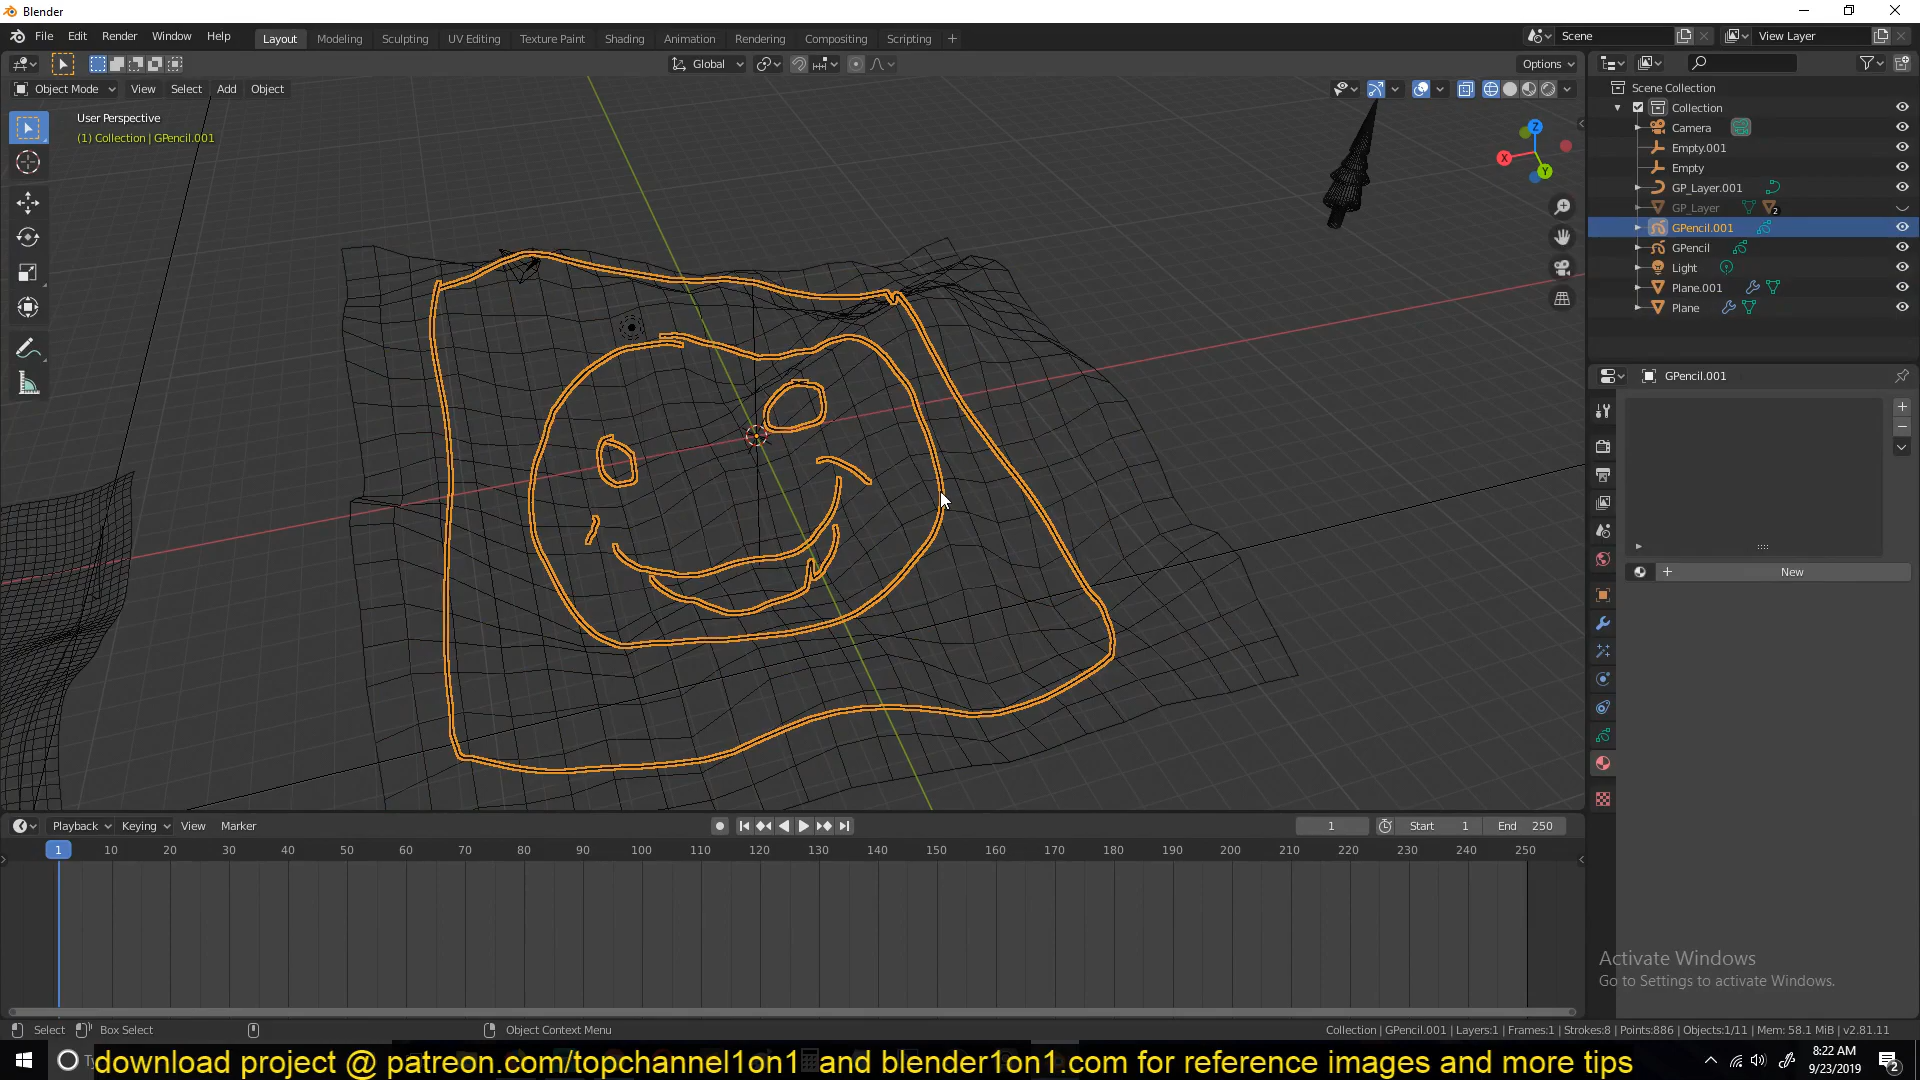 Blender
File Edit Render Window Help Layout Modeling Sculpting UV Editing Texture Paint Shading Animation Rendering Compositing Scripting + Scene View Layer
Global Options
Object Mode View Select Add Object
User Perspective
(1) Collection | GPencil.001
Z
X
Y
Scene Collection
Collection
Camera
Empty.001
Empty
GP_Layer.001
GP_Layer 2
GPencil.001
GPencil
Light
Plane.001
Plane
GPencil.001
New
Playback Keying View Marker 1 Start 1 End 250
1 10 20 30 40 50 60 70 80 90 100 110 120 130 140 150 160 170 180 190 200 210 220 230 240 250
Activate Windows
Go to Settings to activate Windows.
Select Box Select Object Context Menu Collection | GPencil.001 | Layers:1 | Frames:1 | Strokes:8 | Points:886 | Objects:1/11 | Mem: 58.1 MiB | v2.81.11
download project @ patreon.com/topchannel1on1 and blender1on1.com for reference images and more tips
8:22 AM
9/23/2019
2